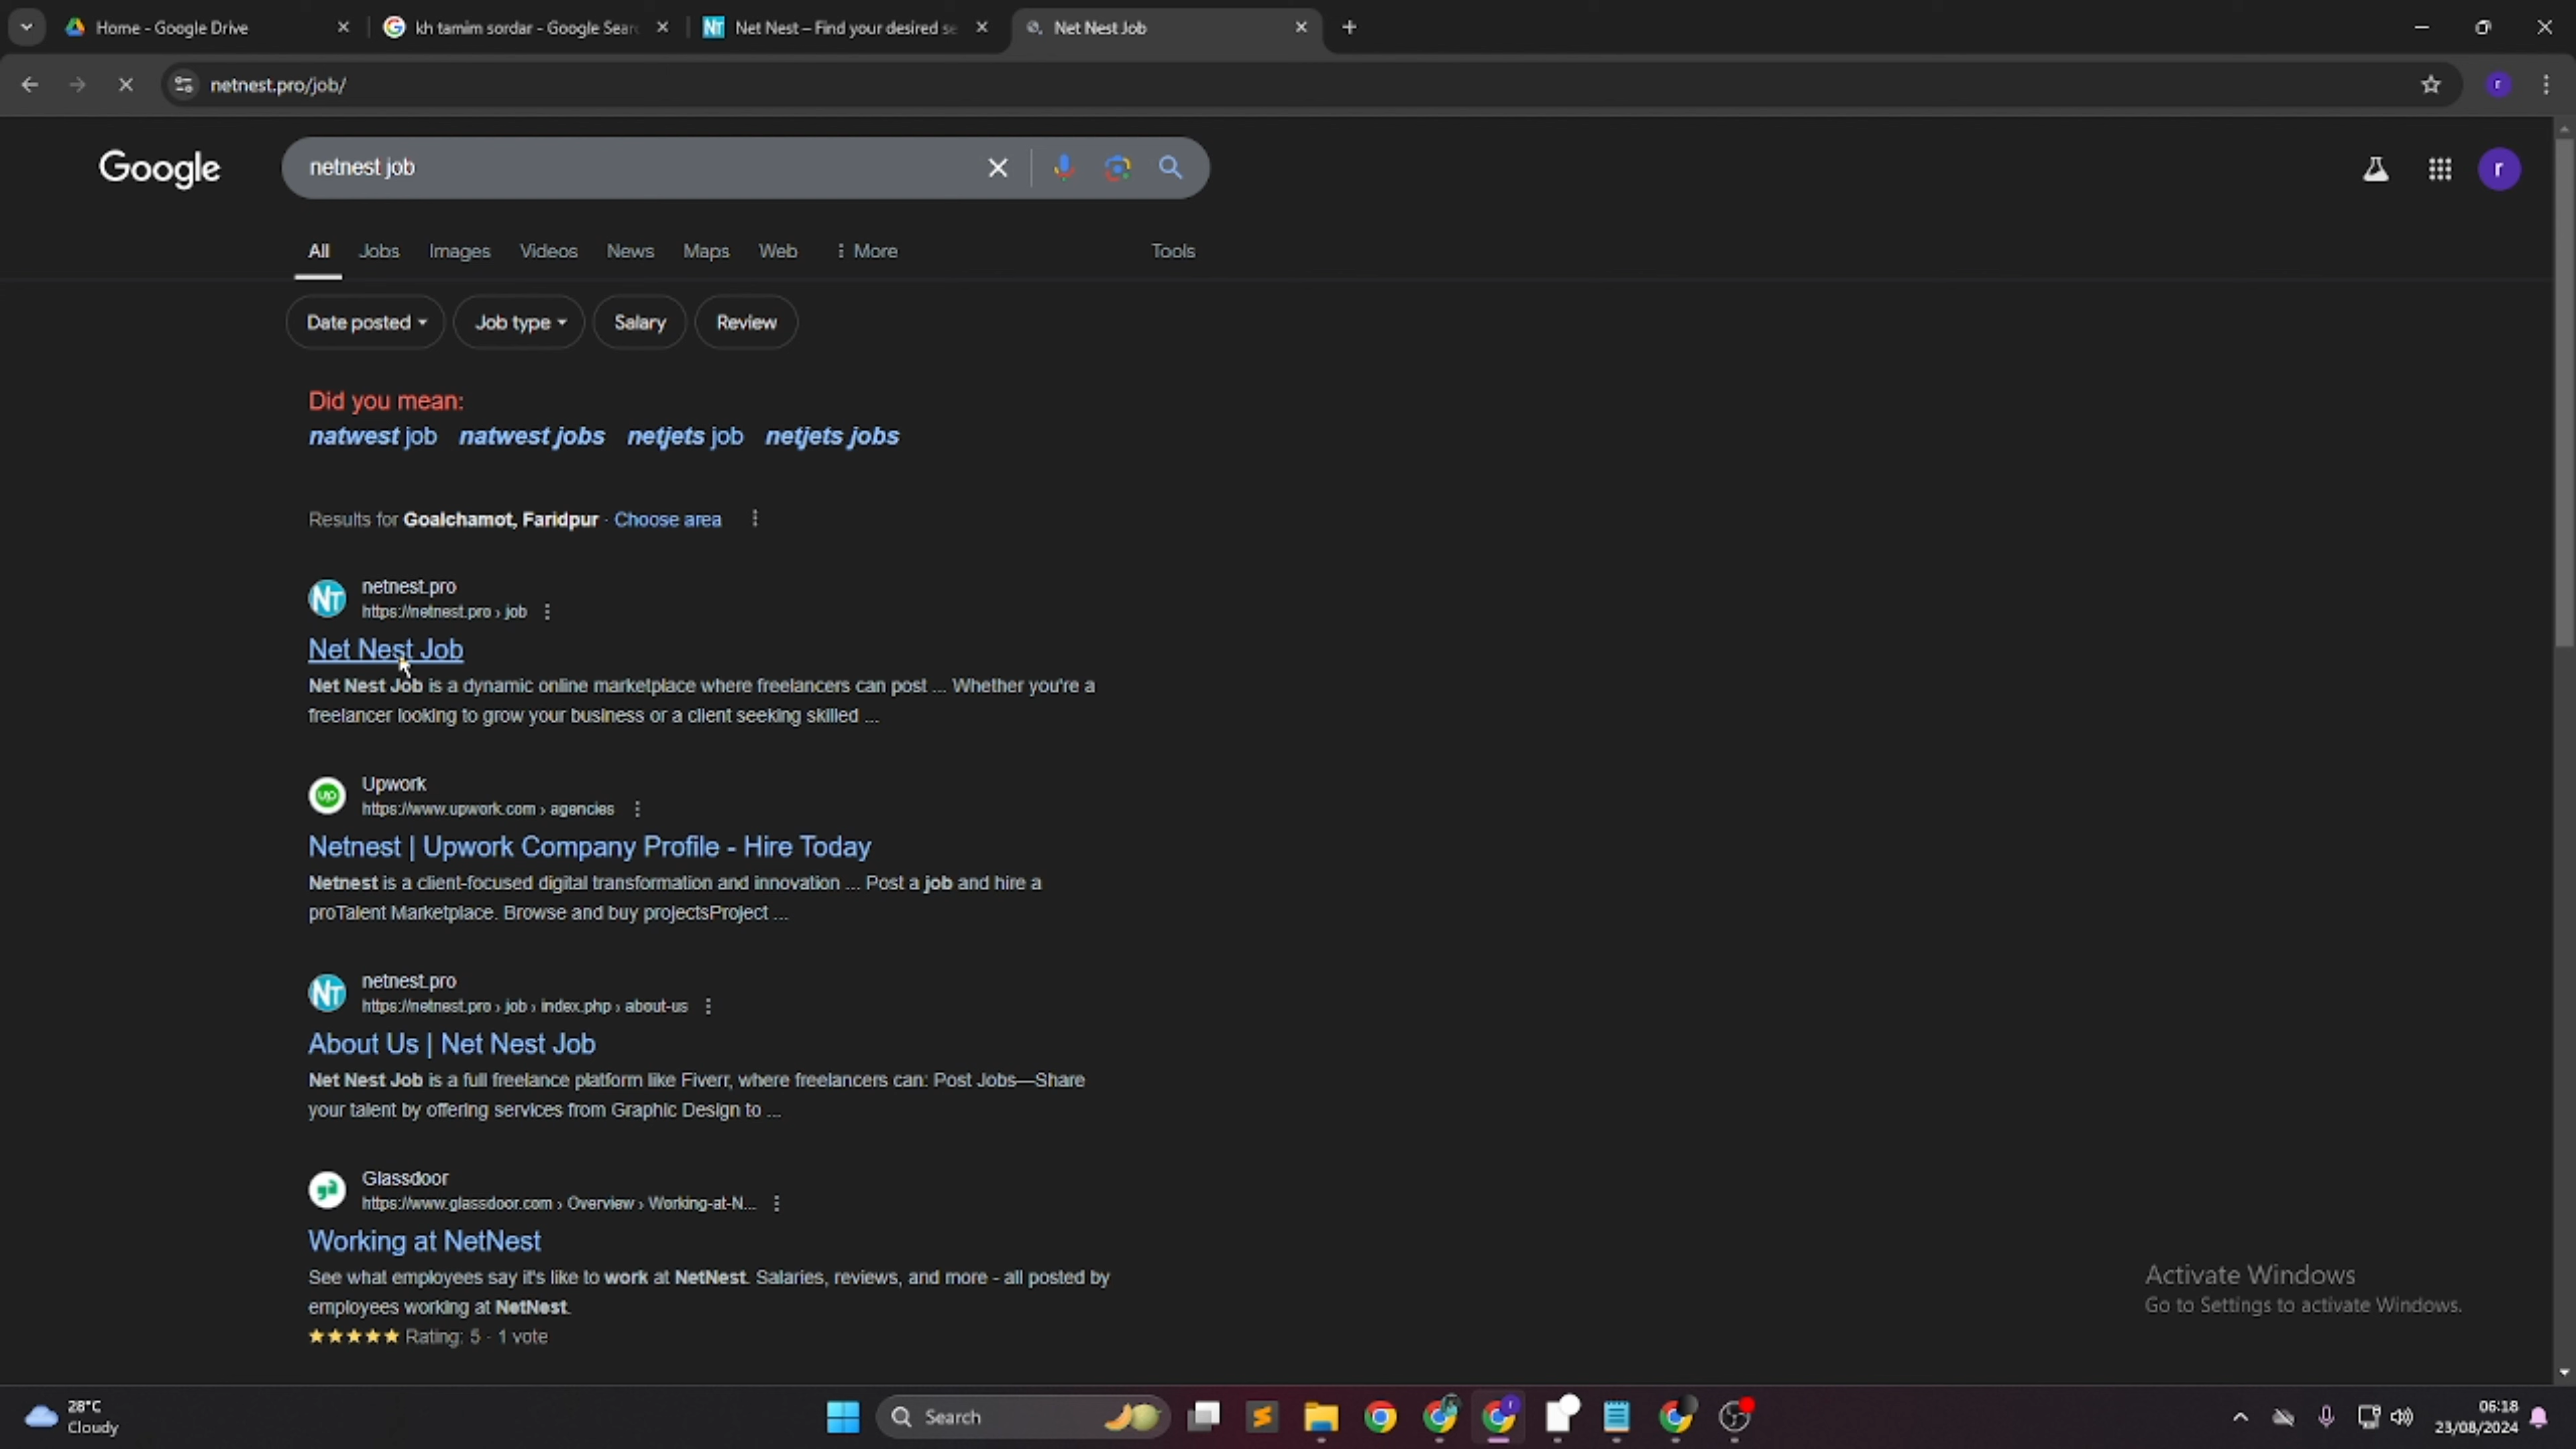 Home - Google Drive
kh tamim sordar - Google Sear
Net Nest – Find your desired se
Net Nest Job
netnest.pro/job/
r
Google
netnest job
r
All Jobs Images Videos News Maps Web More Tools
Date posted Job type Salary Review
Did you mean:
natwest job natwest jobs netjets job netjets jobs
Results for Goalchamot, Faridpur · Choose area
NT
netnest.pro
https://netnest.pro › job
Net Nest Job
Net Nest Job is a dynamic online marketplace where freelancers can post ... Whether you're a
freelancer looking to grow your business or a client seeking skilled ...
up
Upwork
https://www.upwork.com › agencies
Netnest | Upwork Company Profile - Hire Today
Netnest is a client-focused digital transformation and innovation ... Post a job and hire a
proTalent Marketplace. Browse and buy projectsProject ...
NT
netnest.pro
https://netnest.pro › job › index.php › about-us
About Us | Net Nest Job
Net Nest Job is a full freelance platform like Fiverr, where freelancers can: Post Jobs—Share
your talent by offering services from Graphic Design to ...
Glassdoor
https://www.glassdoor.com › Overview › Working-at-N...
Working at NetNest
See what employees say it's like to work at NetNest. Salaries, reviews, and more - all posted by
employees working at NetNest.
Rating: 5 · 1 vote
Activate Windows
Go to Settings to activate Windows.
28°C
Cloudy
Search
06:18
23/08/2024